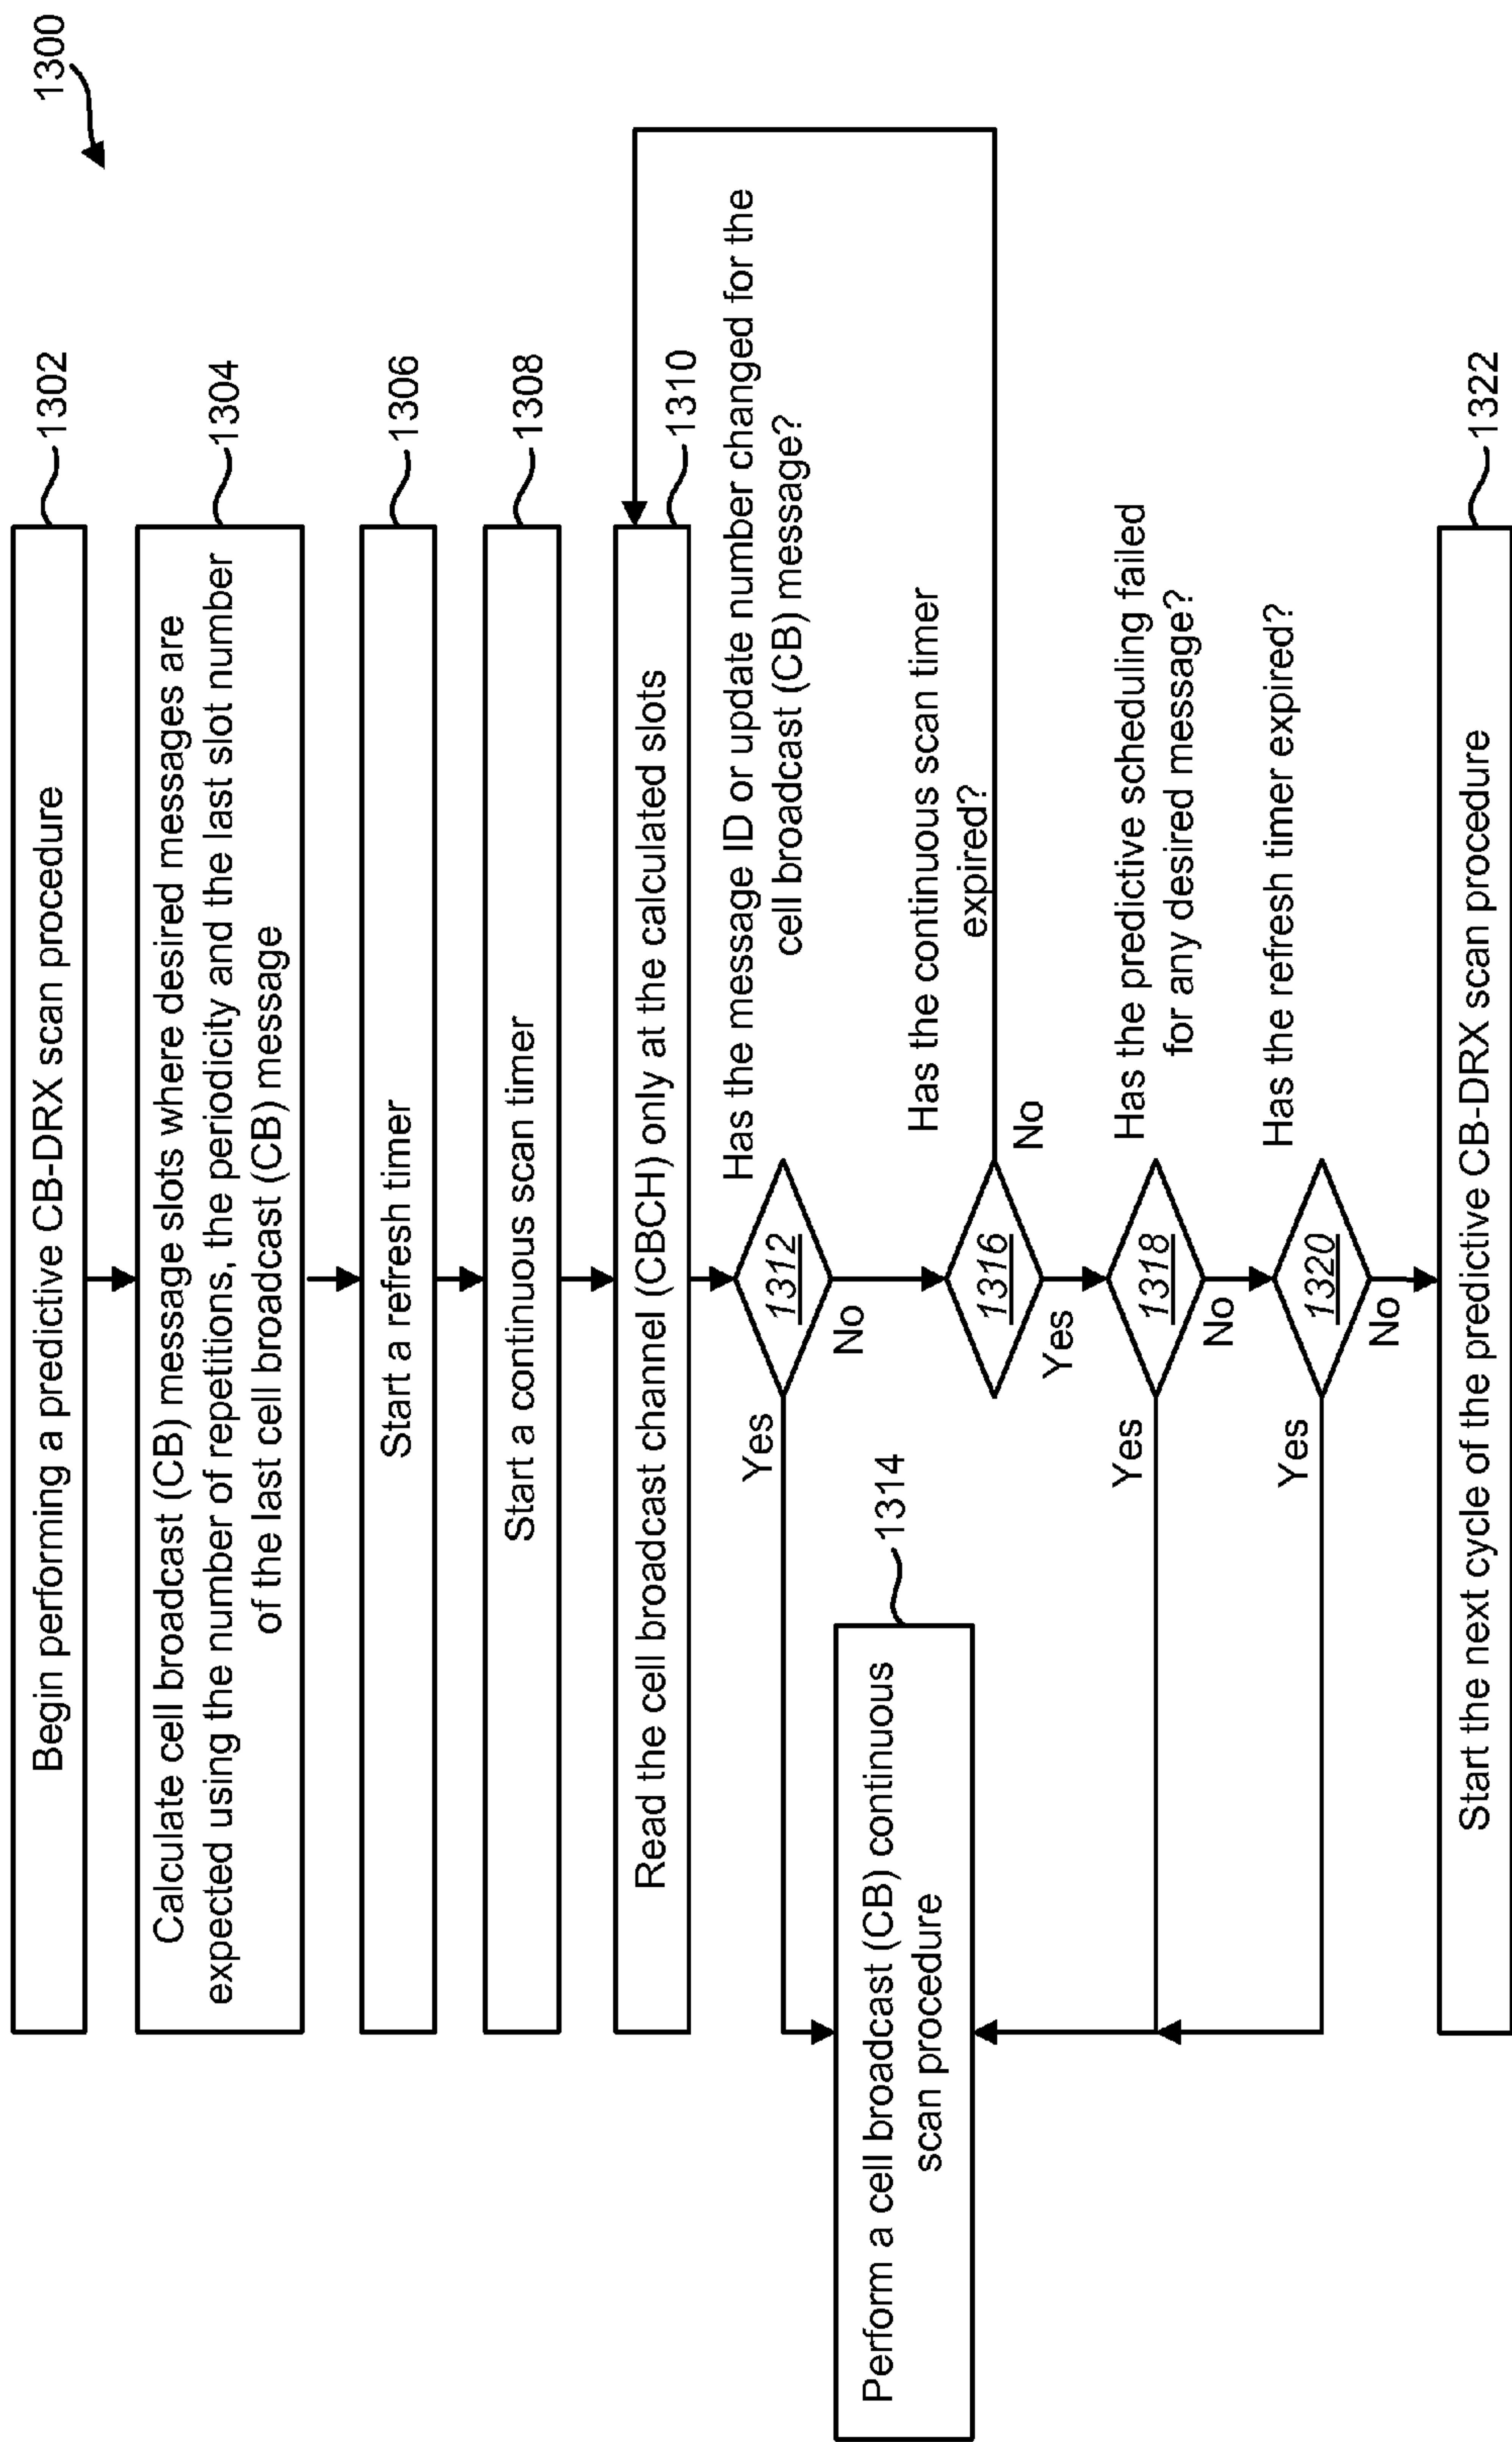 1300
Begin performing a predictive CB-DRX scan procedure
1302
Calculate cell broadcast (CB) message slots where desired messages are
expected using the number of repetitions, the periodicity and the last slot number
of the last cell broadcast (CB) message
1304
Start a refresh timer
1306
Start a continuous scan timer
1308
Read the cell broadcast channel (CBCH) only at the calculated slots
1310
Has the message ID or update number changed for the
cell broadcast (CB) message?
1312
Yes
No
Perform a cell broadcast (CB) continuous
scan procedure
1314
Has the continuous scan timer
expired?
1316
No
Yes
Has the predictive scheduling failed
for any desired message?
1318
Yes
No
Has the refresh timer expired?
1320
Yes
No
Start the next cycle of the predictive CB-DRX scan procedure
1322